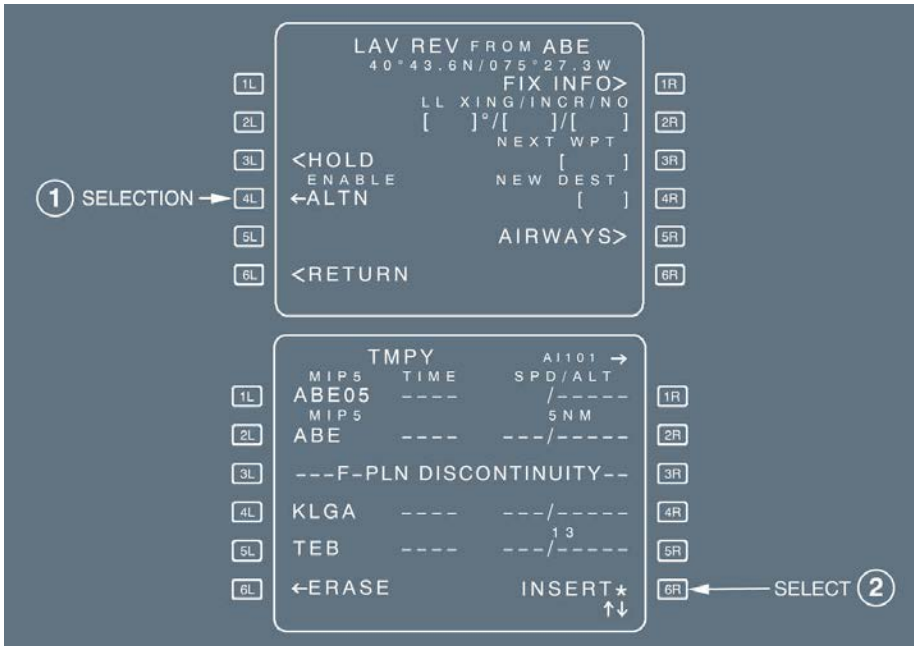 LAV REV FROM ABE
40°43.6N/075°27.3W
1L FIX INFO> 1R
LL XING/INCR/NO
2L [ ]°/[ ]/[ ] 2R
NEXT WPT
3L <HOLD [ ] 3R
ENABLE NEW DEST
1 SELECTION 4L ←ALTN [ ] 4R
5L AIRWAYS> 5R
6L <RETURN 6R
TMPY AI101 →
MIP5 TIME SPD/ALT
1L ABE05 ---- /----- 1R
MIP5 5NM
2L ABE ---- ---/----- 2R
3L ---F-PLN DISCONTINUITY-- 3R
4L KLGA ---- ---/----- 4R
13
5L TEB ---- ---/----- 5R
6L ←ERASE INSERT* 6R SELECT 2
↑↓